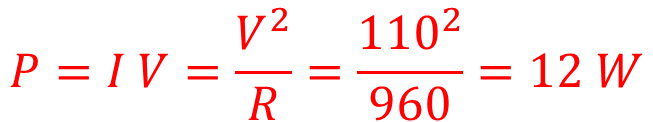 P = I V = V²/R = 110²/960 = 12 W